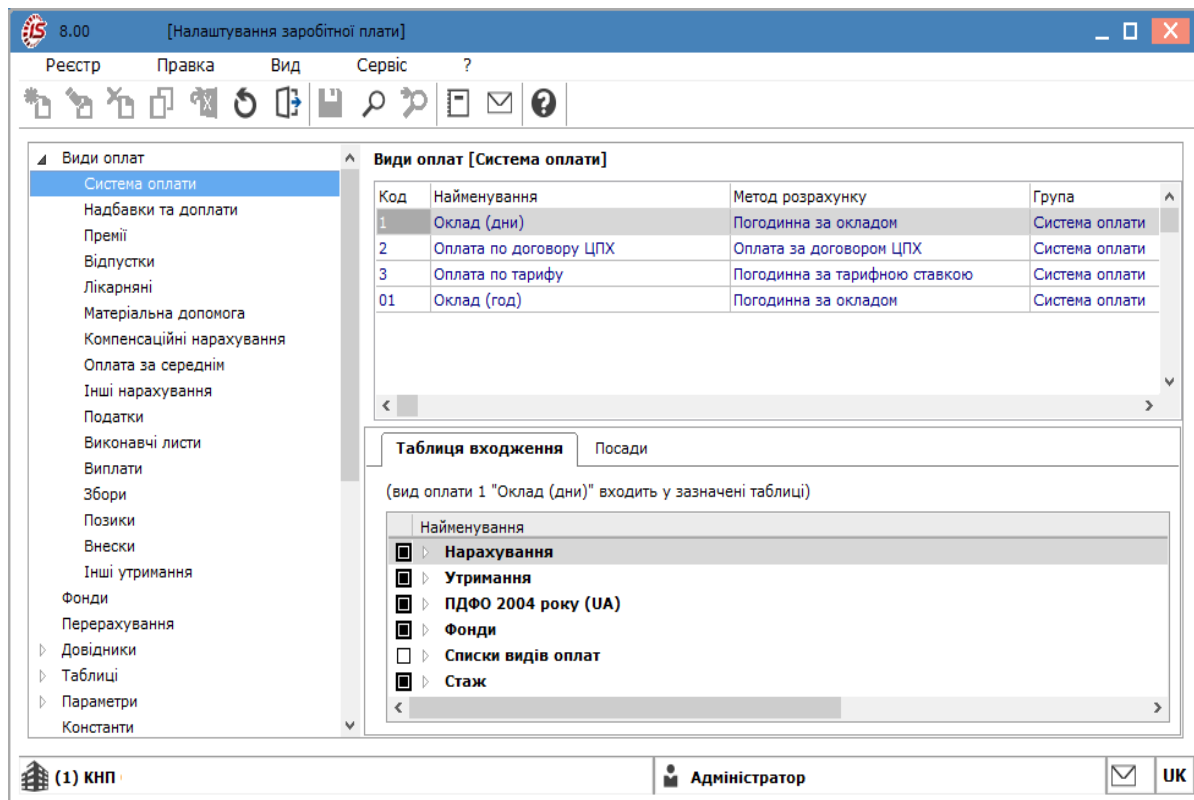 8.00 [Налаштування заробітної плати]
Реєстр Правка Вид Сервіс ?
Види оплат
Система оплати
Надбавки та доплати
Премії
Відпустки
Лікарняні
Матеріальна допомога
Компенсаційні нарахування
Оплата за середнім
Інші нарахування
Податки
Виконавчі листи
Виплати
Збори
Позики
Внески
Інші утримання
Фонди
Перерахування
Довідники
Таблиці
Параметри
Константи
Види оплат [Система оплати]
Код Найменування Метод розрахунку Група
1 Оклад (дни) Погодинна за окладом Система оплати
2 Оплата по договору ЦПХ Оплата за договором ЦПХ Система оплати
3 Оплата по тарифу Погодинна за тарифною ставкою Система оплати
01 Оклад (год) Погодинна за окладом Система оплати
Таблиця входження Посади
(вид оплати 1 "Оклад (дни)" входить у зазначені таблиці)
Найменування
Нарахування
Утримання
ПДФО 2004 року (UA)
Фонди
Списки видів оплат
Стаж
(1) КНП Адміністратор UK